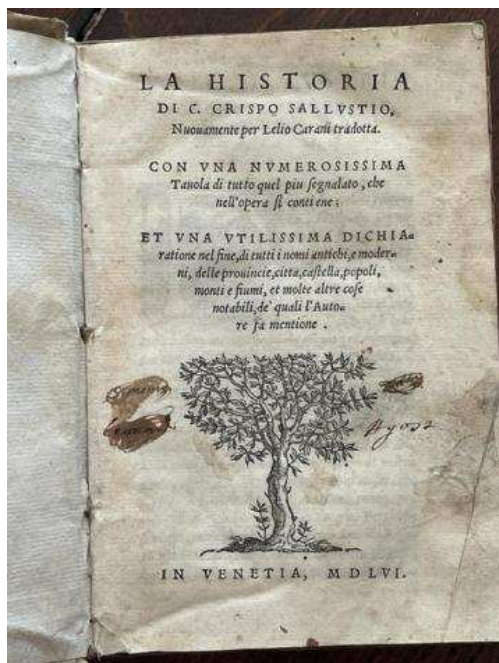 LA HISTORIA
DI C. CRISPO SALLVSTIO,
Nuouamente per Lelio Carani tradotta.
CON VNA NVMEROSISSIMA
Tauola di tutto quel piu segnalato, che
nell'opera si contiene;
ET VNA VTILISSIMA DICHIA=
ratione nel fine, di tutti i nomi antichi, e moder=
ni, delle prouincie, citta, castella, popoli,
monti e fiumi, et molte altre cose
notabili, de' quali l'Auto=
re fa mentione.
IN VENETIA, MDLVI.